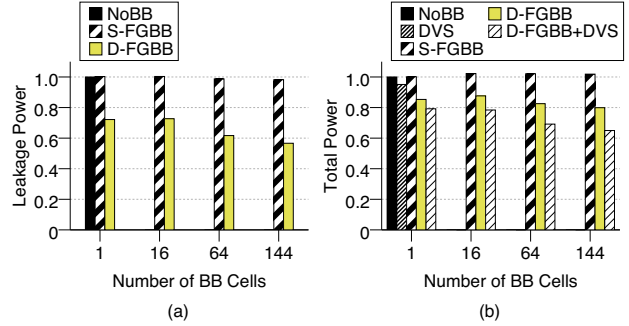 NoBB
S-FGBB
D-FGBB
Leakage Power
1.0
0.8
0.6
0.4
0.2
0
1 16 64 144
Number of BB Cells
(a)
NoBB D-FGBB
DVS D-FGBB+DVS
S-FGBB
Total Power
1.0
0.8
0.6
0.4
0.2
0
1 16 64 144
Number of BB Cells
(b)